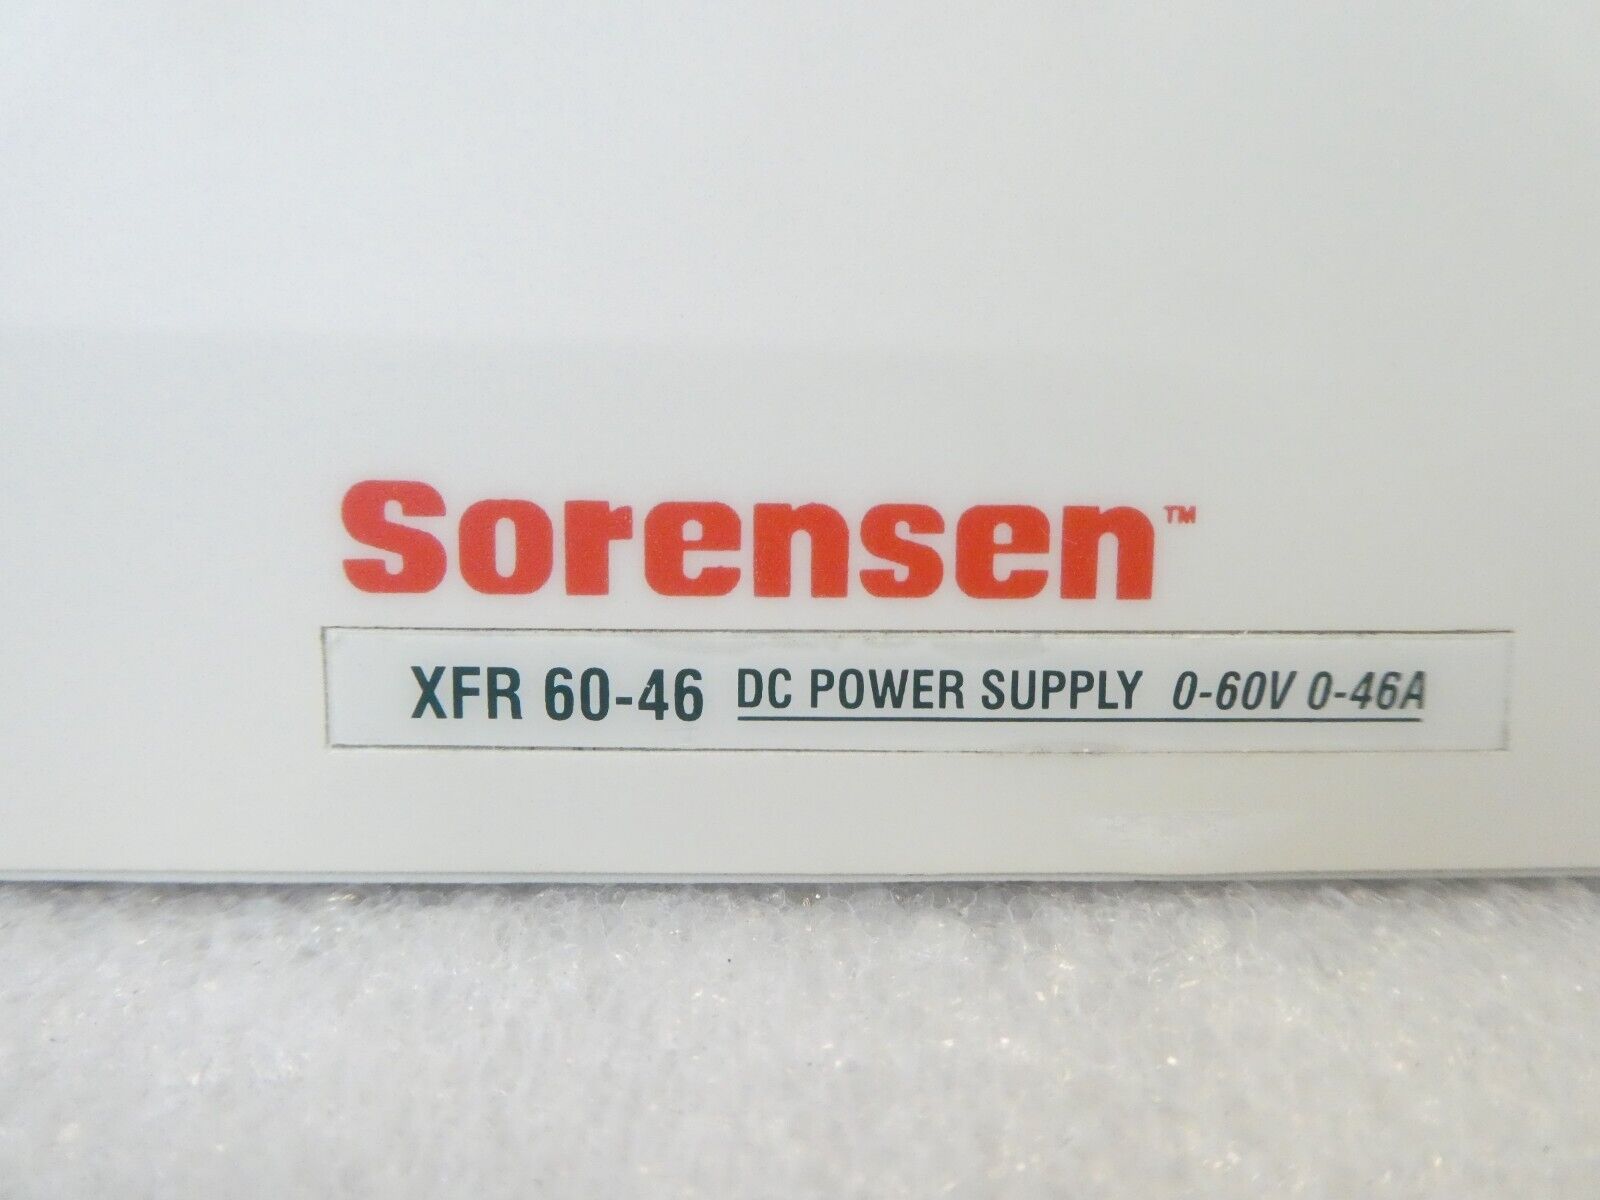 Sorensen™
XFR 60-46 DC POWER SUPPLY 0-60V 0-46A